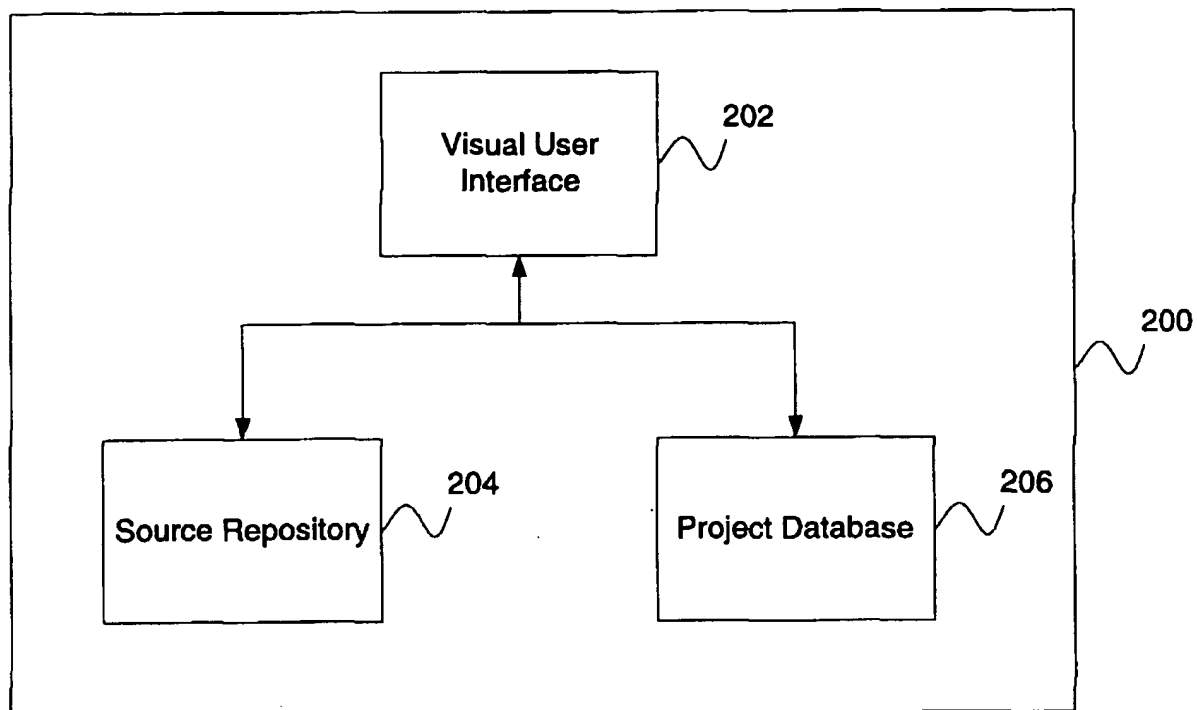 Visual User
Interface
202
200
Source Repository
204
Project Database
206